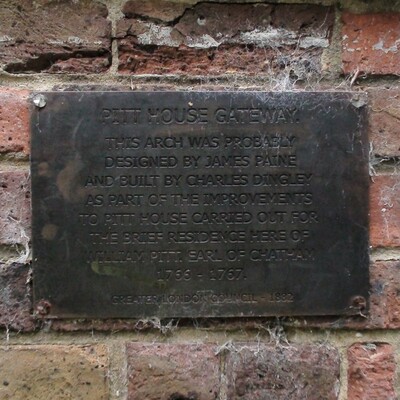 PITT HOUSE GATEWAY.
THIS ARCH WAS PROBABLY
DESIGNED BY JAMES PAINE
AND BUILT BY CHARLES DINGLEY
AS PART OF THE IMPROVEMENTS
TO PITT HOUSE CARRIED OUT FOR
THE BRIEF RESIDENCE HERE OF
WILLIAM PITT, EARL OF CHATHAM
1766 - 1767.
GREATER LONDON COUNCIL